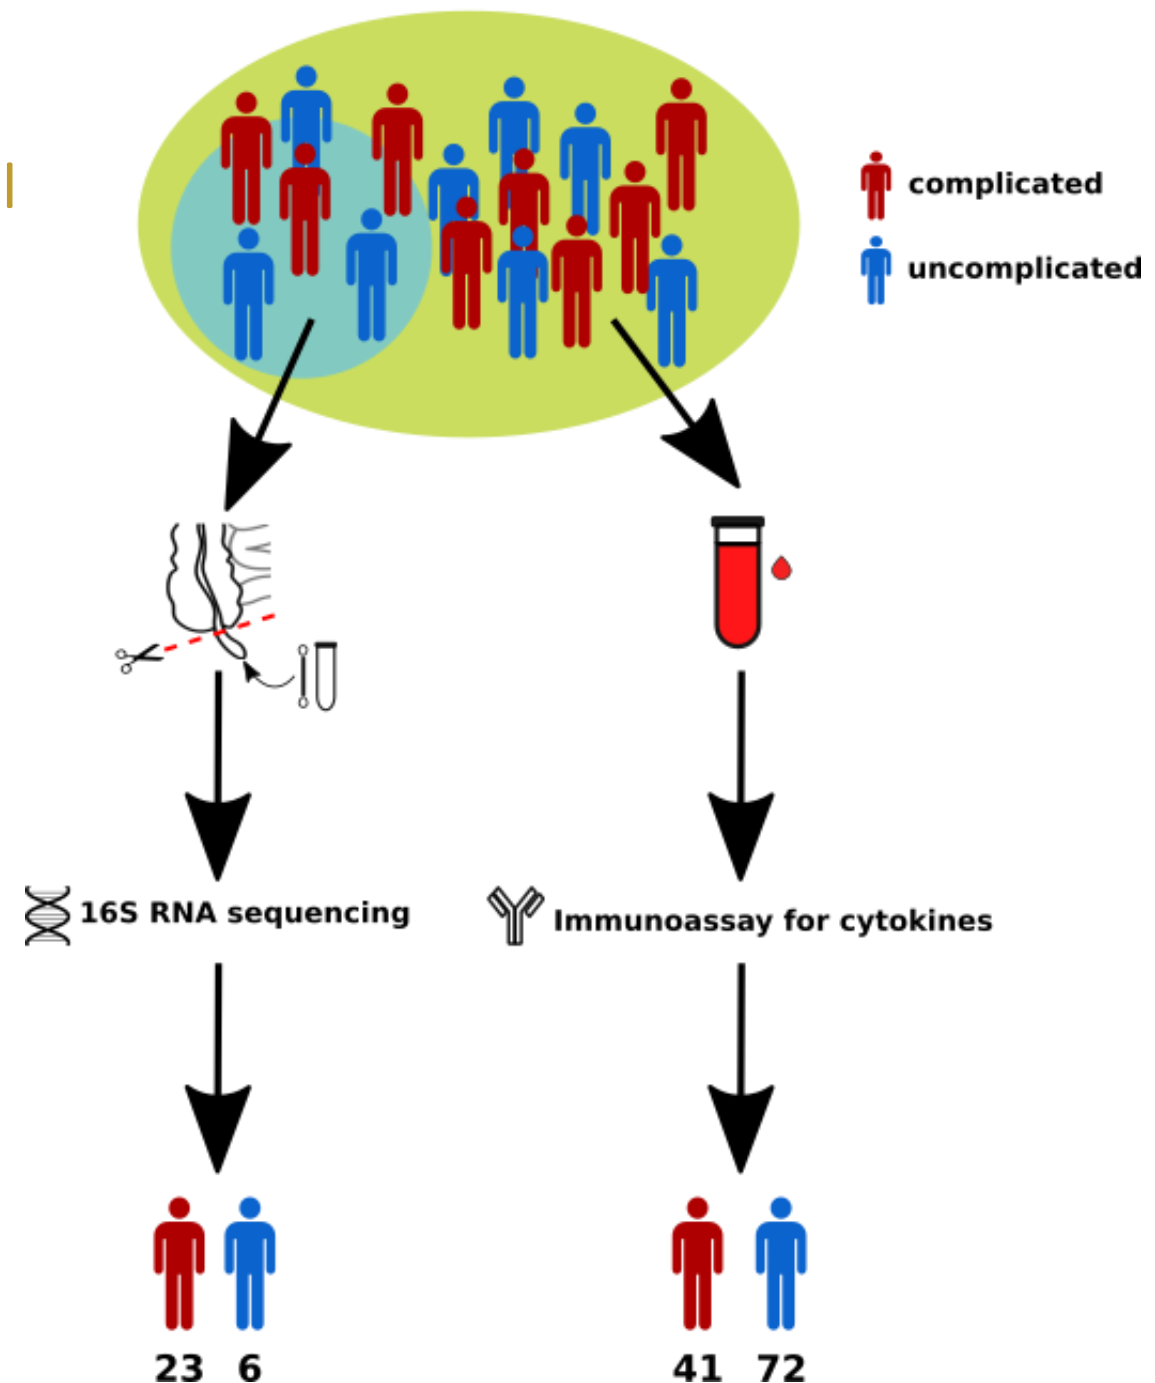 complicated
uncomplicated
16S RNA sequencing
Immunoassay for cytokines
23 6
41 72